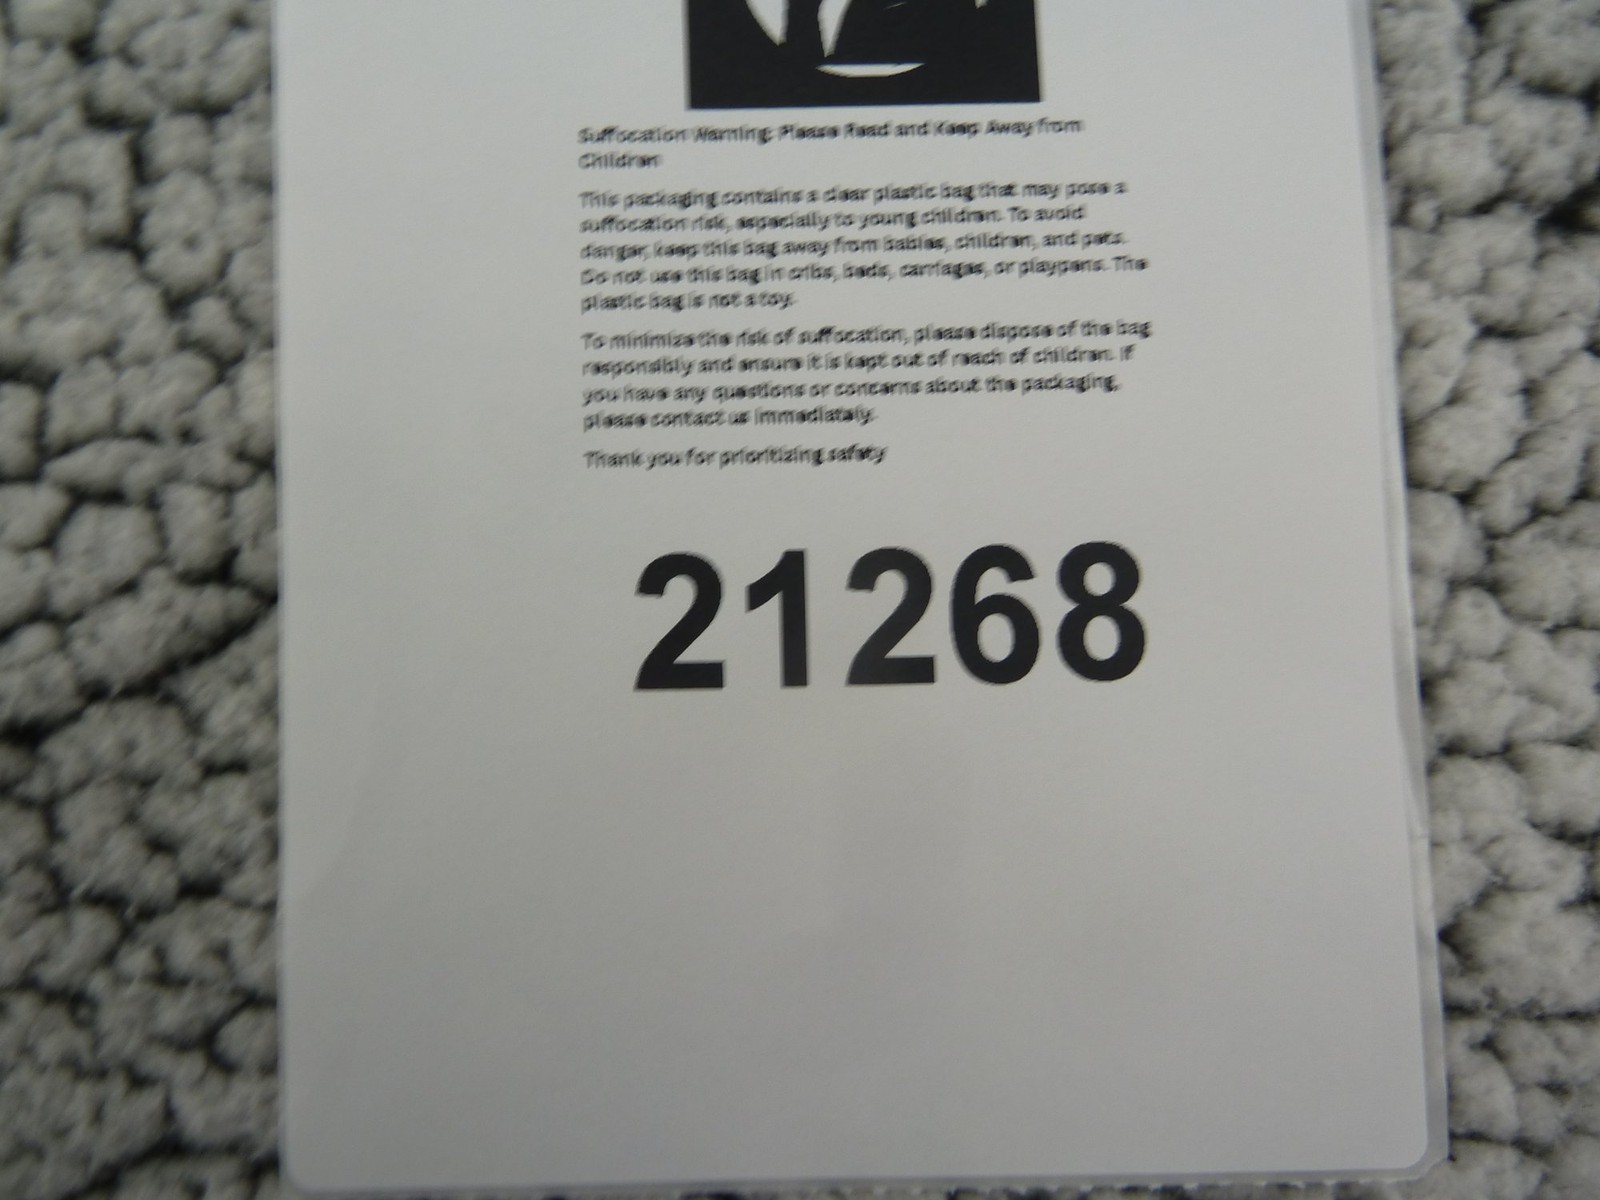 Suffocation Warning: Please Read and Keep Away from
Children
This packaging contains a clear plastic bag that may pose a
suffocation risk, especially to young children. To avoid
danger, keep this bag away from babies, children, and pets.
Do not use this bag in cribs, beds, carriages, or playpens. The
plastic bag is not a toy.
To minimize the risk of suffocation, please dispose of the bag
responsibly and ensure it is kept out of reach of children. If
you have any questions or concerns about the packaging,
please contact us immediately.
Thank you for prioritizing safety
21268